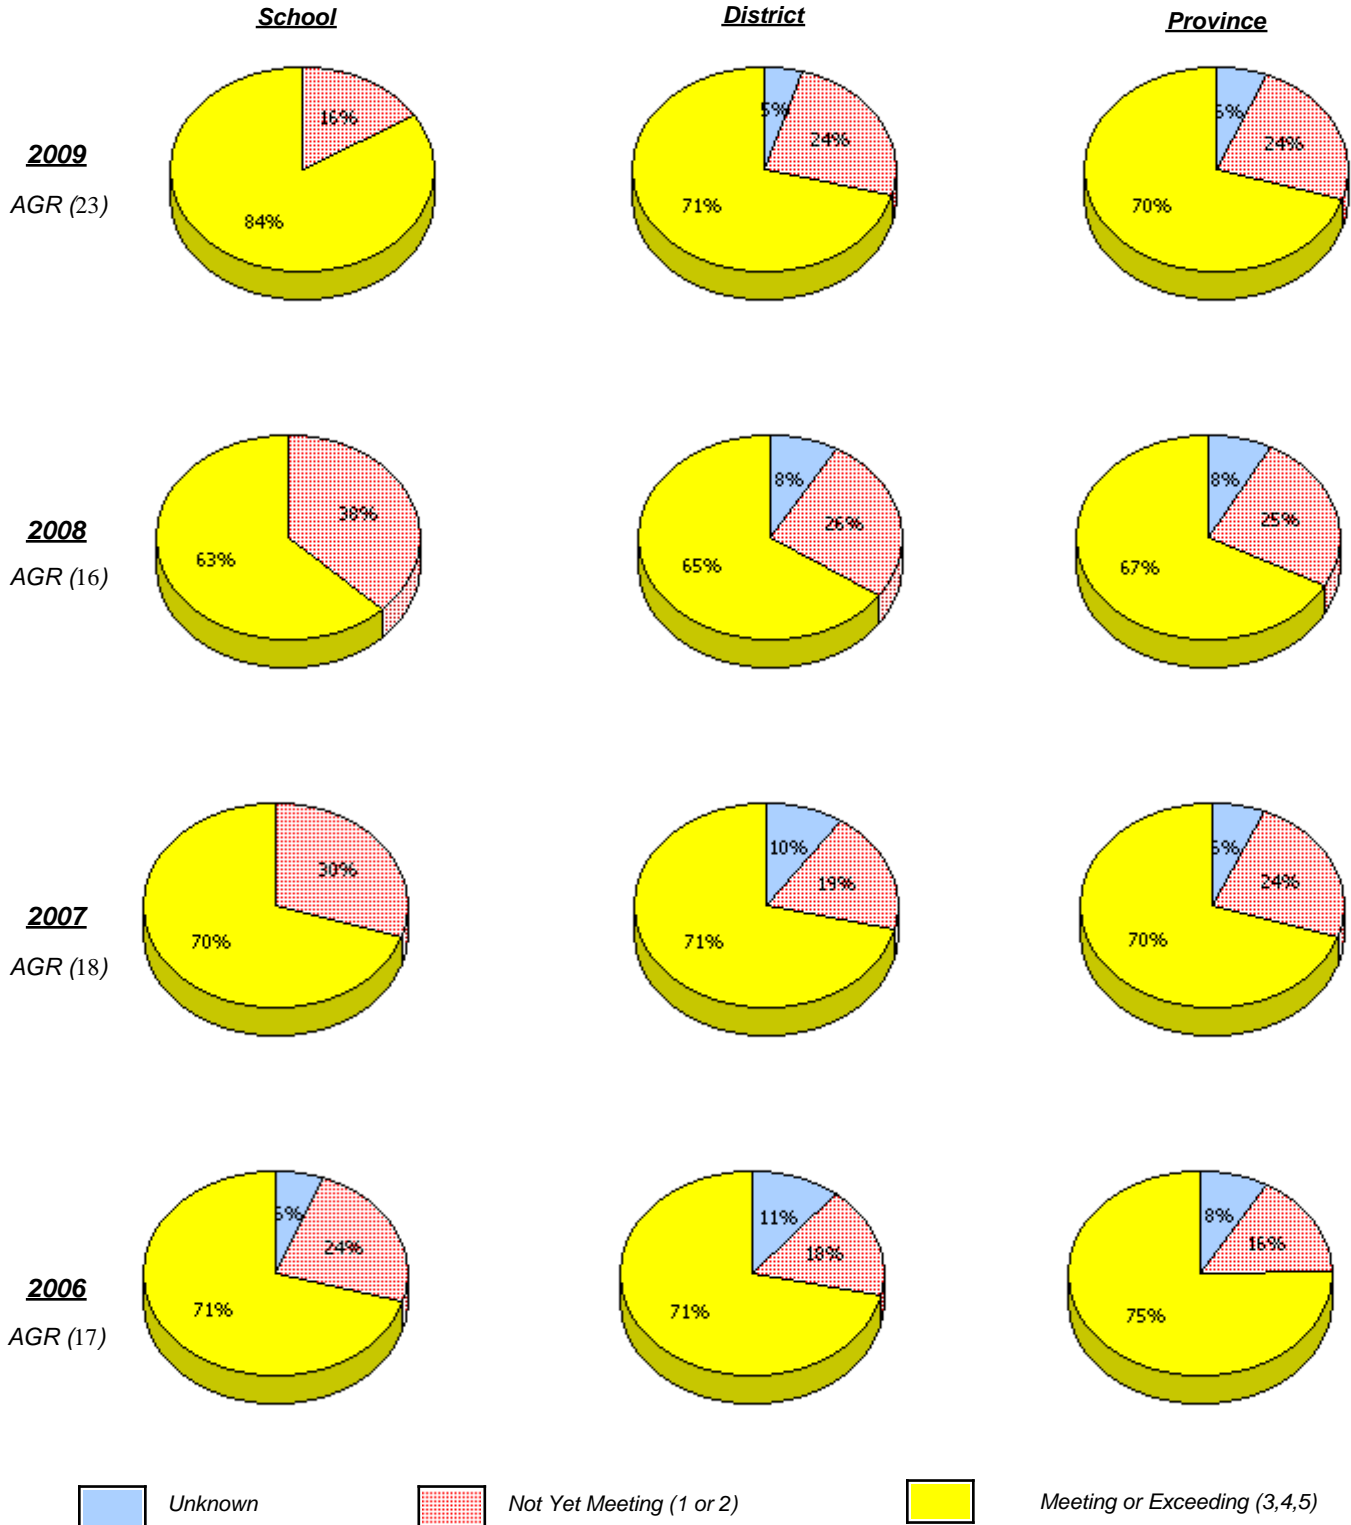 School District Province
16% 5% 24% 24%
2009
AGR (23)
84% 71% 70%
38% 8% 26% 8% 25%
2008
AGR (16)
63% 65% 67%
30% 10% 19% 24%
2007
AGR (18)
70% 71% 70%
24% 11% 18% 8% 16%
2006
AGR (17)
71% 71% 75%
Unknown Not Yet Meeting (1 or 2) Meeting or Exceeding (3,4,5)